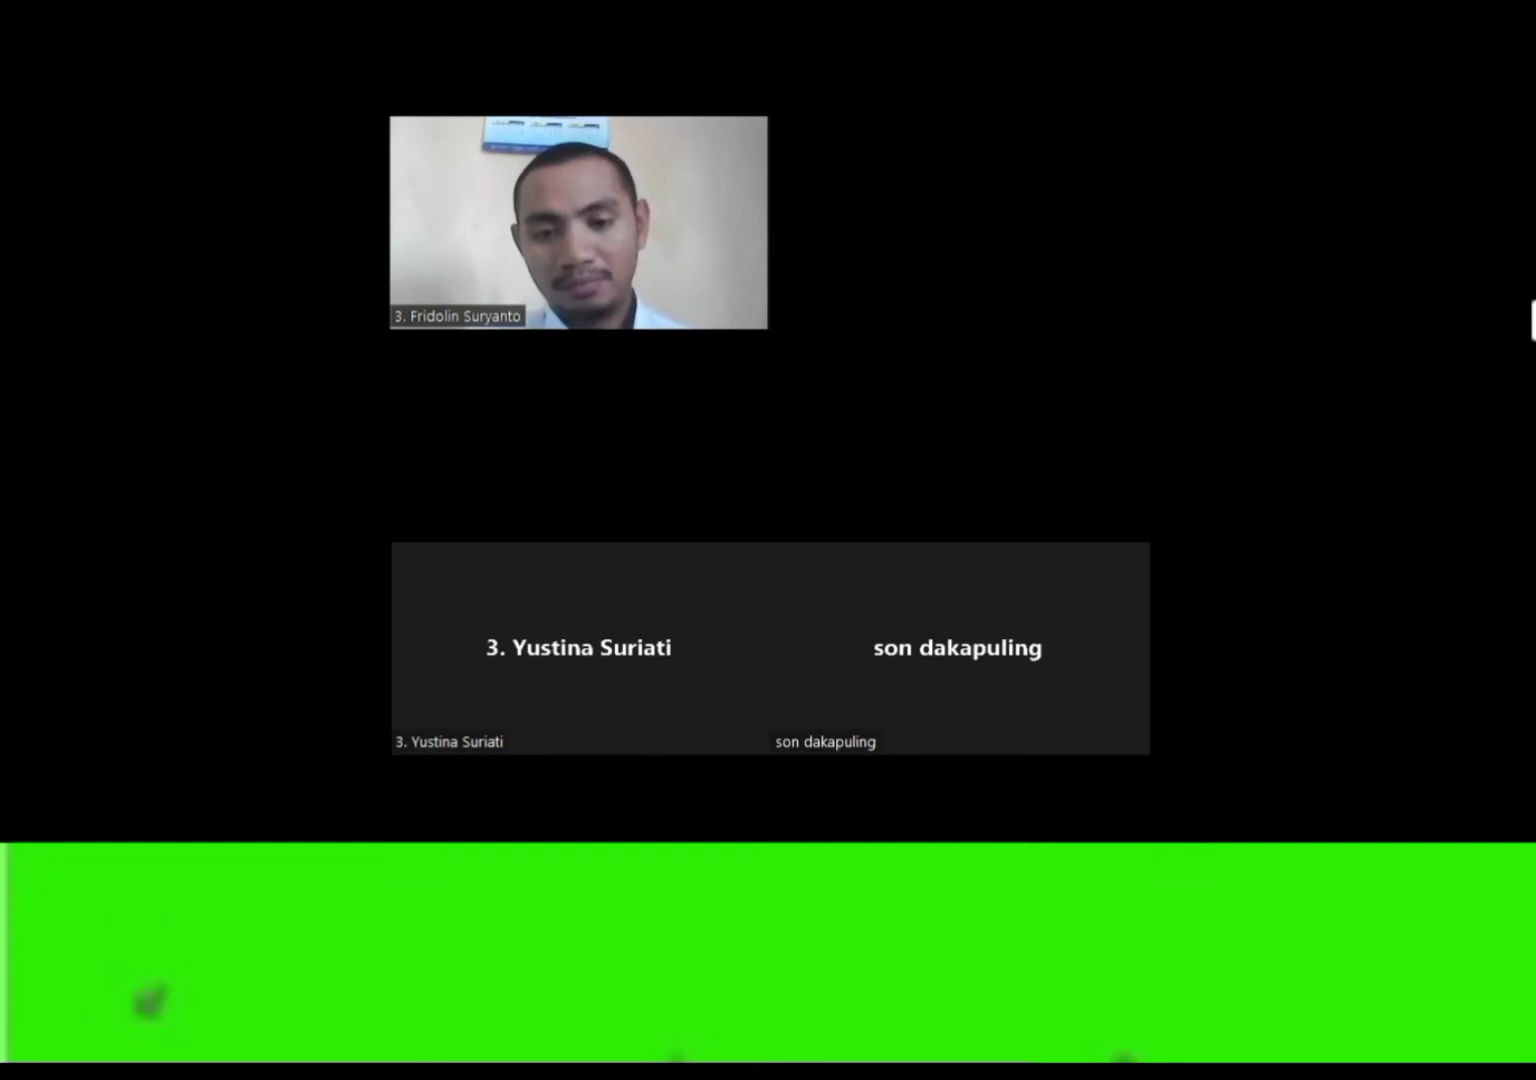 3. Fridolin Suryanto
3. Yustina Suriati
son dakapuling
3. Yustina Suriati
son dakapuling